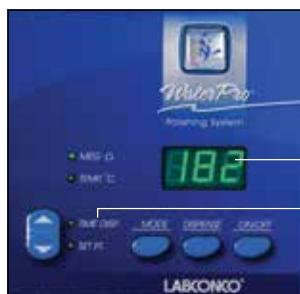 WaterPro
Polishing System
MEG Ω
TEMP °C
182
TIME DISP
SET PT.
MODE
DISPENSE
ON/OFF
LABCONCO